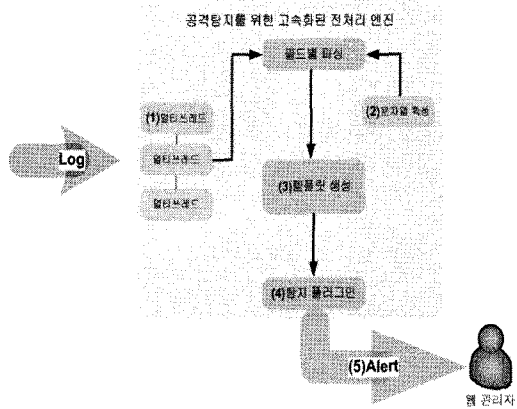 공격탐지를 위한 고속화된 전처리 엔진
필드별 파싱
(1)멀티쓰레드
(2)문자열 특성
Log
멀티쓰레드
(3)템플릿 생성
멀티쓰레드
(4)탐지 플러그인
(5)Alert
웹 관리자